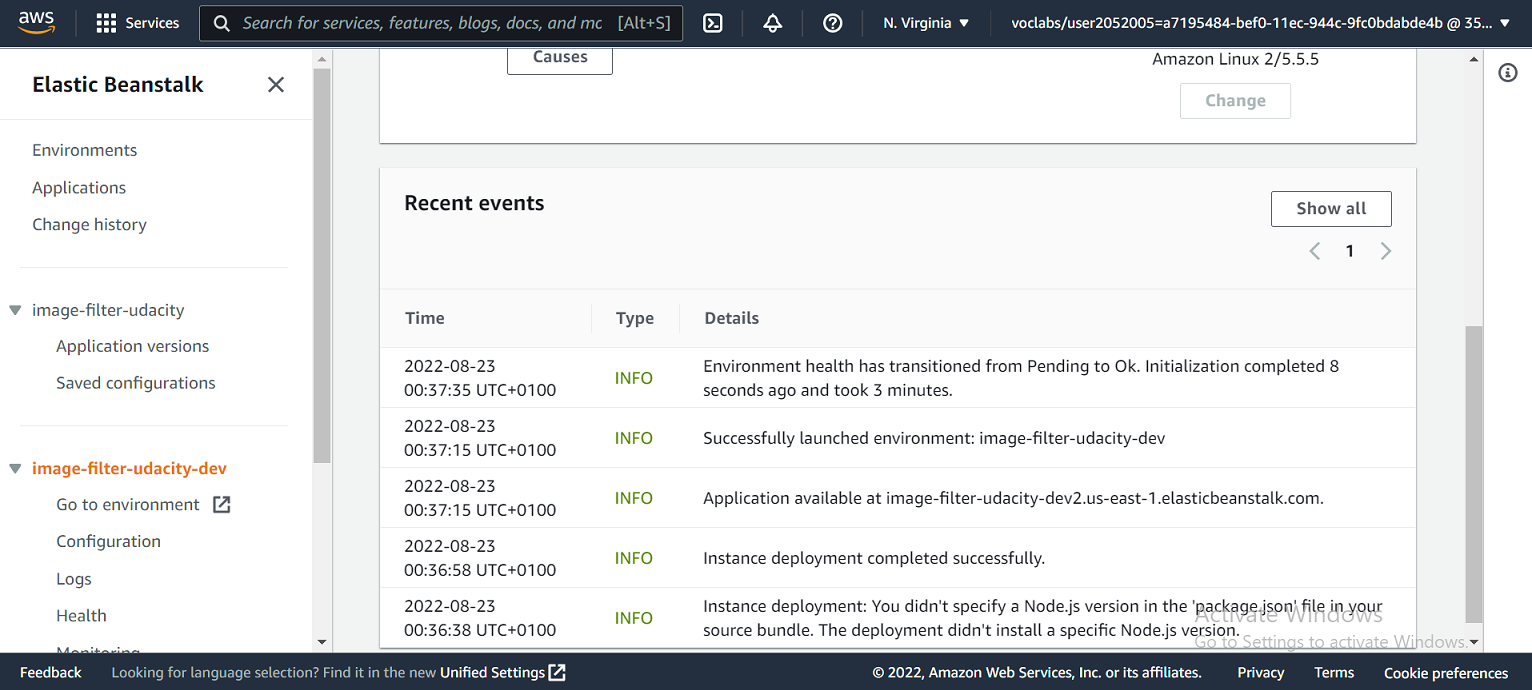 aws
Services
Search for services, features, blogs, docs, and mc [Alt+S]
N. Virginia
voclabs/user2052005=a7195484-bef0-11ec-944c-9fc0bdabde4b @ 35...
Elastic Beanstalk
Environments
Applications
Change history
image-filter-udacity
Application versions
Saved configurations
image-filter-udacity-dev
Go to environment
Configuration
Logs
Health
Monitoring
Causes
Amazon Linux 2/5.5.5
Change
Recent events
Show all
1
Time Type Details
2022-08-23
00:37:35 UTC+0100
INFO
Environment health has transitioned from Pending to Ok. Initialization completed 8
seconds ago and took 3 minutes.
2022-08-23
00:37:15 UTC+0100
INFO
Successfully launched environment: image-filter-udacity-dev
2022-08-23
00:37:15 UTC+0100
INFO
Application available at image-filter-udacity-dev2.us-east-1.elasticbeanstalk.com.
2022-08-23
00:36:58 UTC+0100
INFO
Instance deployment completed successfully.
2022-08-23
00:36:38 UTC+0100
INFO
Instance deployment: You didn't specify a Node.js version in the 'package.json' file in your
source bundle. The deployment didn't install a specific Node.js version.
Activate Windows
Go to Settings to activate Windows.
Feedback
Looking for language selection? Find it in the new Unified Settings
© 2022, Amazon Web Services, Inc. or its affiliates.
Privacy
Terms
Cookie preferences